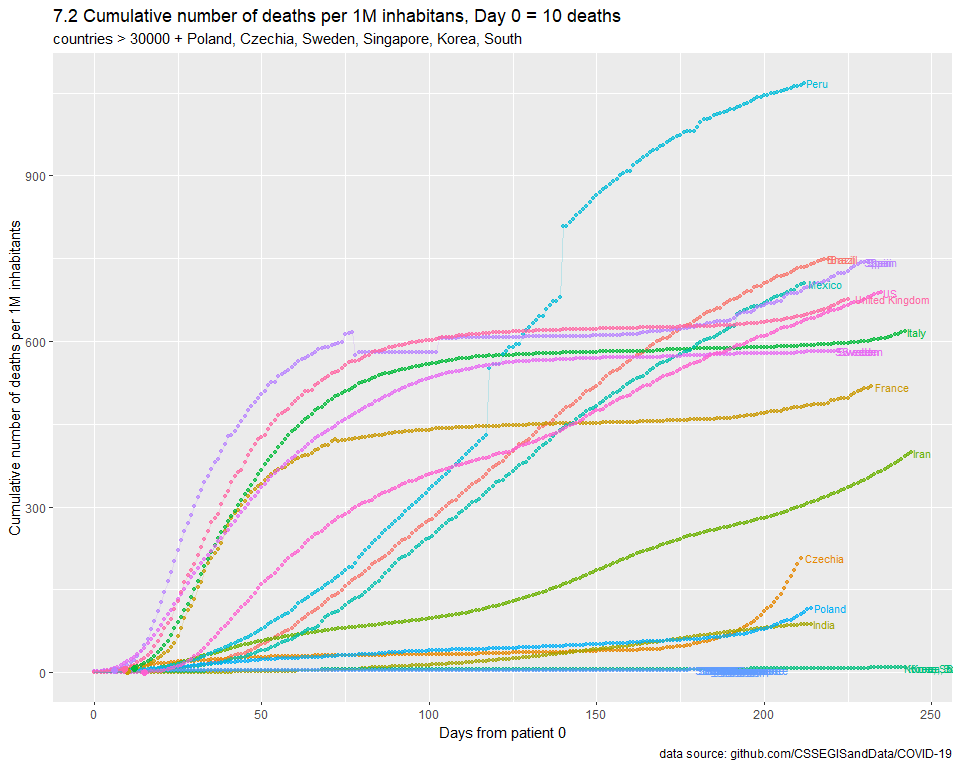 7.2 Cumulative number of deaths per 1M inhabitans, Day 0 = 10 deaths
countries > 30000 + Poland, Czechia, Sweden, Singapore, Korea, South
Cumulative number of deaths per 1M inhabitants
900
600
300
0
Peru
Brazil
Spain
Mexico
US
United Kingdom
Italy
Sweden
France
Iran
Czechia
Poland
India
0 50 100 150 200 250
Days from patient 0
data source: github.com/CSSEGISandData/COVID-19